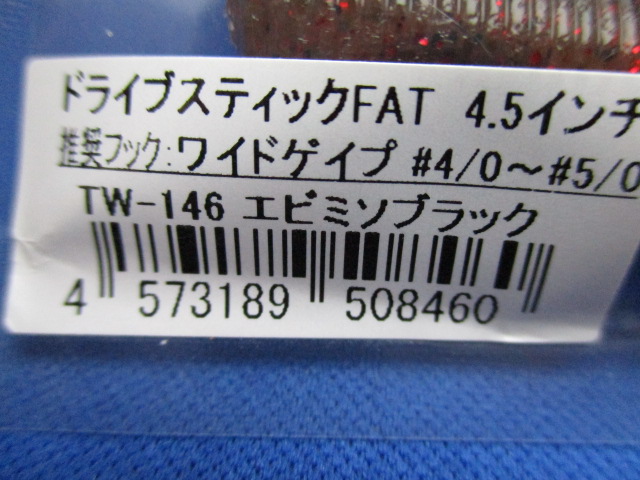 ドライブスティックFAT 4.5インチ
推奨フック:ワイドゲイプ #4/0～#5/0
TW-146 エビミソブラック
4 573189 508460